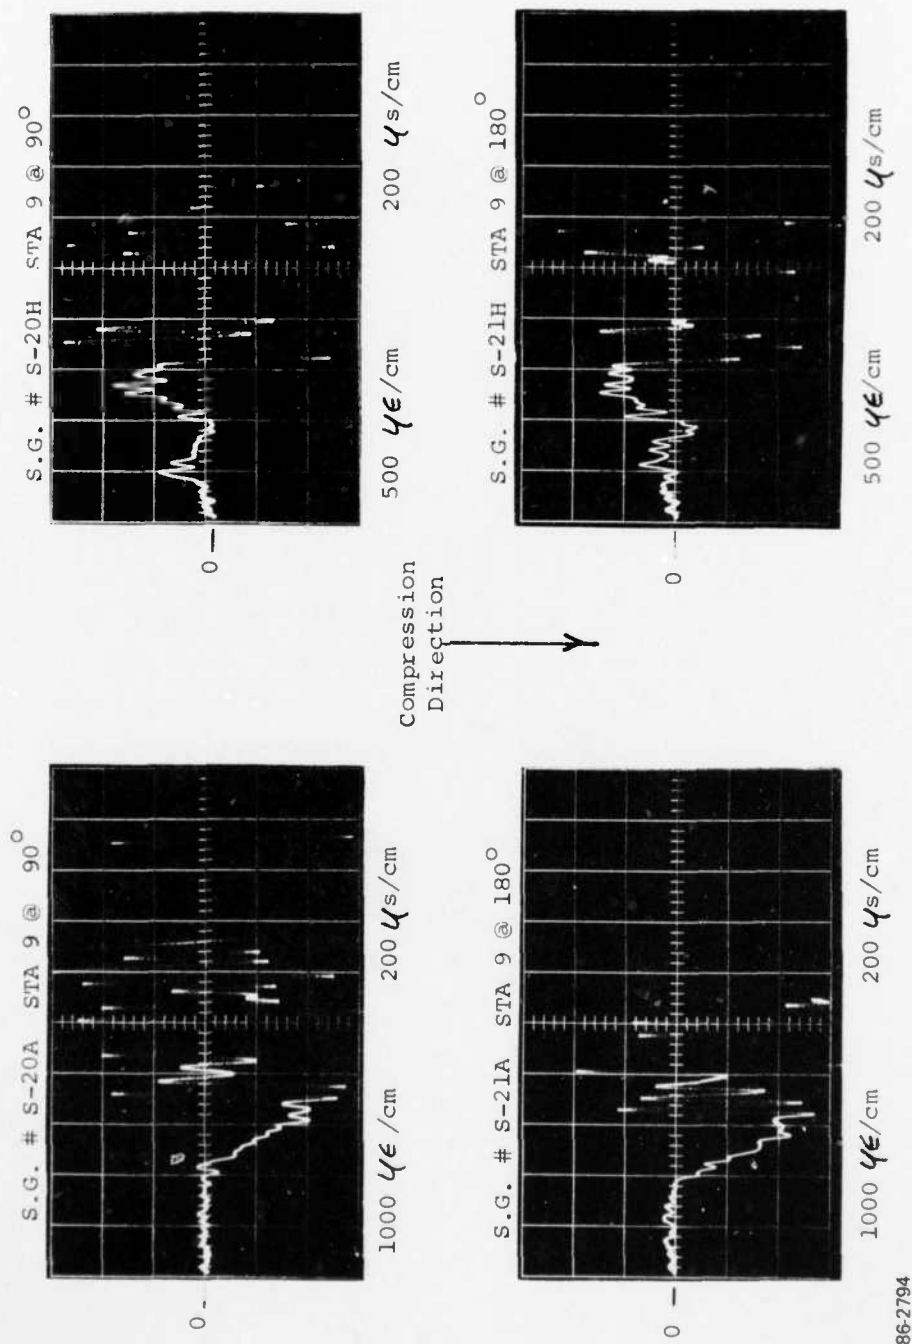 S.G. # S-20A STA 9 @ 90°
0 -
1000 με/cm 200 μs/cm
S.G. # S-20H STA 9 @ 90°
0 —
500 με/cm 200 μs/cm
Compression
Direction
S.G. # S-21A STA 9 @ 180°
0 —
1000 με/cm 200 μs/cm
S.G. # S-21H STA 9 @ 180°
0 —
500 με/cm 200 μs/cm
86-2794